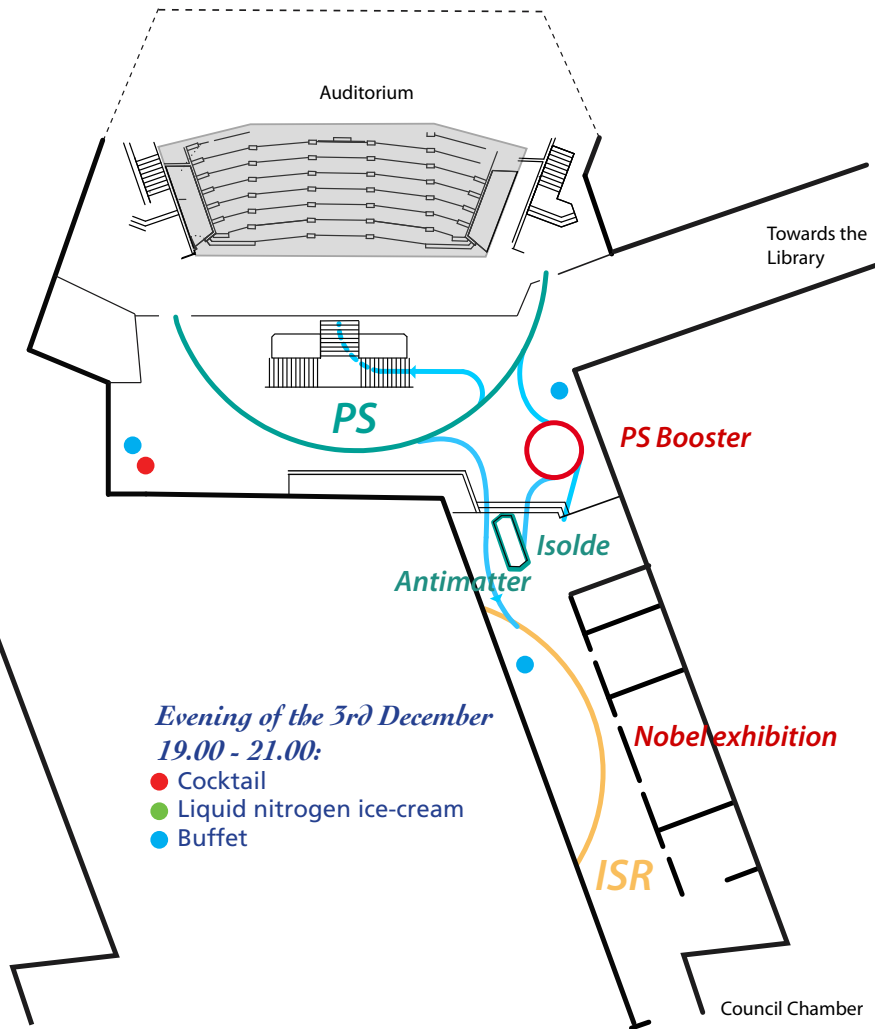 Auditorium
Towards the
Library
PS
PS Booster
Isolde
Antimatter
Evening of the 3rd December
19.00 - 21.00:
Cocktail
Liquid nitrogen ice-cream
Buffet
Nobel exhibition
ISR
Council Chamber